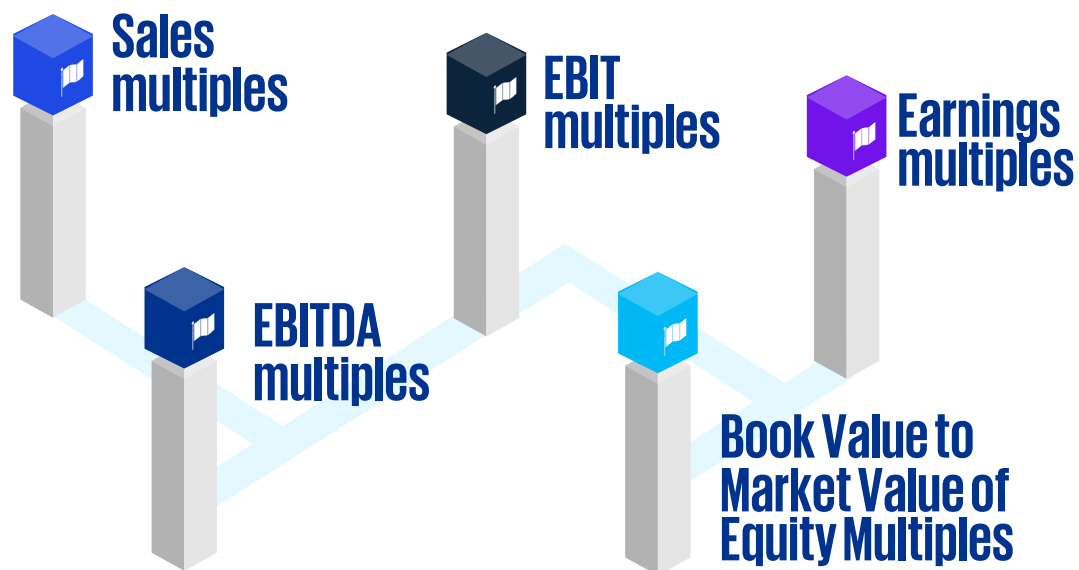 Sales
multiples
EBIT
multiples
Earnings
multiples
EBITDA
multiples
Book Value to
Market Value of
Equity Multiples